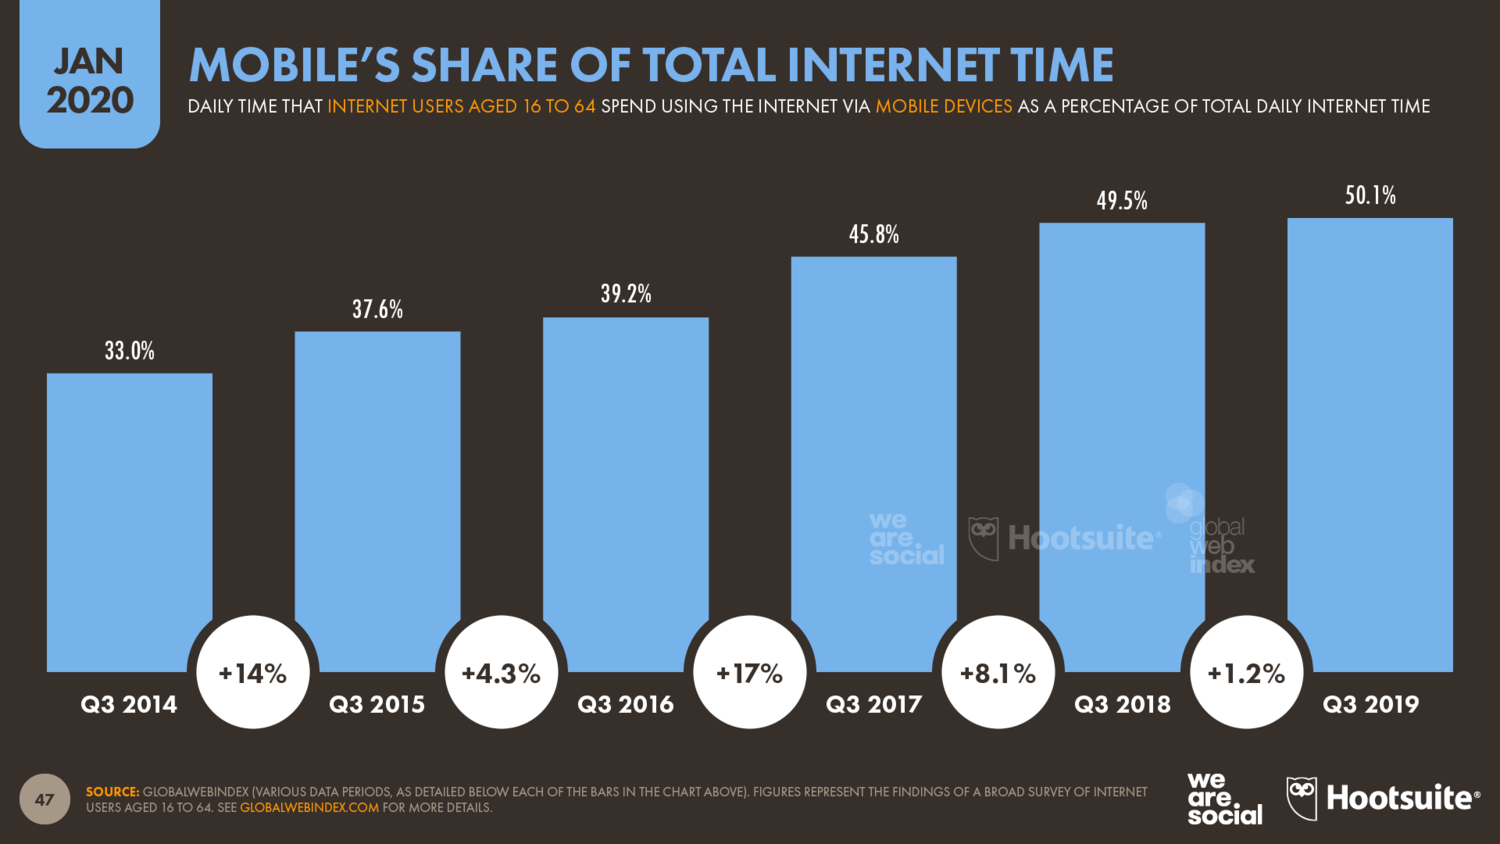 JAN
2020
MOBILE'S SHARE OF TOTAL INTERNET TIME
DAILY TIME THAT INTERNET USERS AGED 16 TO 64 SPEND USING THE INTERNET VIA MOBILE DEVICES AS A PERCENTAGE OF TOTAL DAILY INTERNET TIME
33.0%
37.6%
39.2%
45.8%
49.5%
50.1%
we
are
social
Hootsuite
global
web
index
+14%
+4.3%
+17%
+8.1%
+1.2%
Q3 2014
Q3 2015
Q3 2016
Q3 2017
Q3 2018
Q3 2019
47
SOURCE: GLOBALWEBINDEX (VARIOUS DATA PERIODS, AS DETAILED BELOW EACH OF THE BARS IN THE CHART ABOVE). FIGURES REPRESENT THE FINDINGS OF A BROAD SURVEY OF INTERNET
USERS AGED 16 TO 64. SEE GLOBALWEBINDEX.COM FOR MORE DETAILS.
we
are
social
Hootsuite®